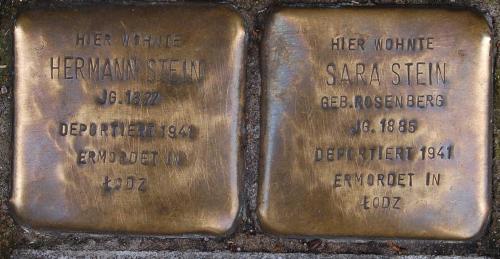 HIER WOHNTE
HERMANN STEIN
JG.
DEPORTIERT 1941
ERMORDET IN
ŁODZ
HIER WOHNTE
SARA STEIN
GEB. ROSENBERG
JG. 1885
DEPORTIERT 1941
ERMORDET IN
ŁODZ